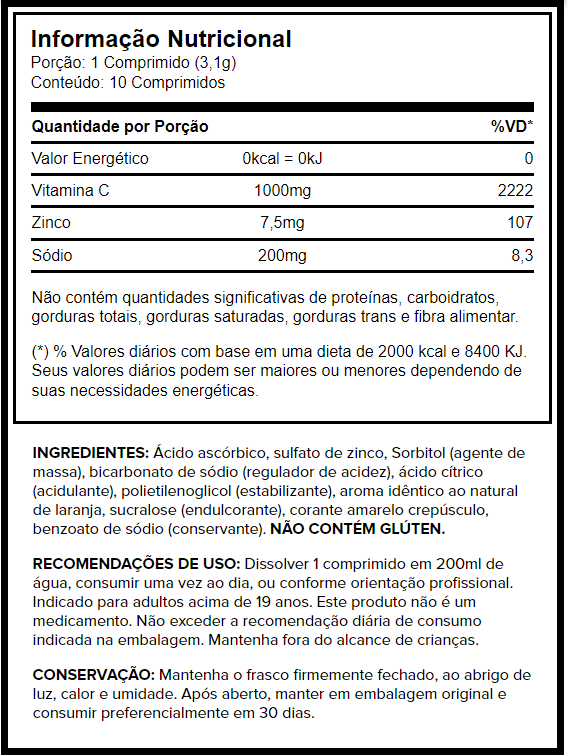 Informação Nutricional
Porção: 1 Comprimido (3,1g)
Conteúdo: 10 Comprimidos
Quantidade por Porção %VD*
Valor Energético 0kcal = 0kJ 0
Vitamina C 1000mg 2222
Zinco 7,5mg 107
Sódio 200mg 8,3
Não contém quantidades significativas de proteínas, carboidratos,
gorduras totais, gorduras saturadas, gorduras trans e fibra alimentar.
(*) % Valores diários com base em uma dieta de 2000 kcal e 8400 KJ.
Seus valores diários podem ser maiores ou menores dependendo de
suas necessidades energéticas.
INGREDIENTES: Ácido ascórbico, sulfato de zinco, Sorbitol (agente de
massa), bicarbonato de sódio (regulador de acidez), ácido cítrico
(acidulante), polietilenoglicol (estabilizante), aroma idêntico ao natural
de laranja, sucralose (endulcorante), corante amarelo crepúsculo,
benzoato de sódio (conservante). NÃO CONTÉM GLÚTEN.
RECOMENDAÇÕES DE USO: Dissolver 1 comprimido em 200ml de
água, consumir uma vez ao dia, ou conforme orientação profissional.
Indicado para adultos acima de 19 anos. Este produto não é um
medicamento. Não exceder a recomendação diária de consumo
indicada na embalagem. Mantenha fora do alcance de crianças.
CONSERVAÇÃO: Mantenha o frasco firmemente fechado, ao abrigo de
luz, calor e umidade. Após aberto, manter em embalagem original e
consumir preferencialmente em 30 dias.